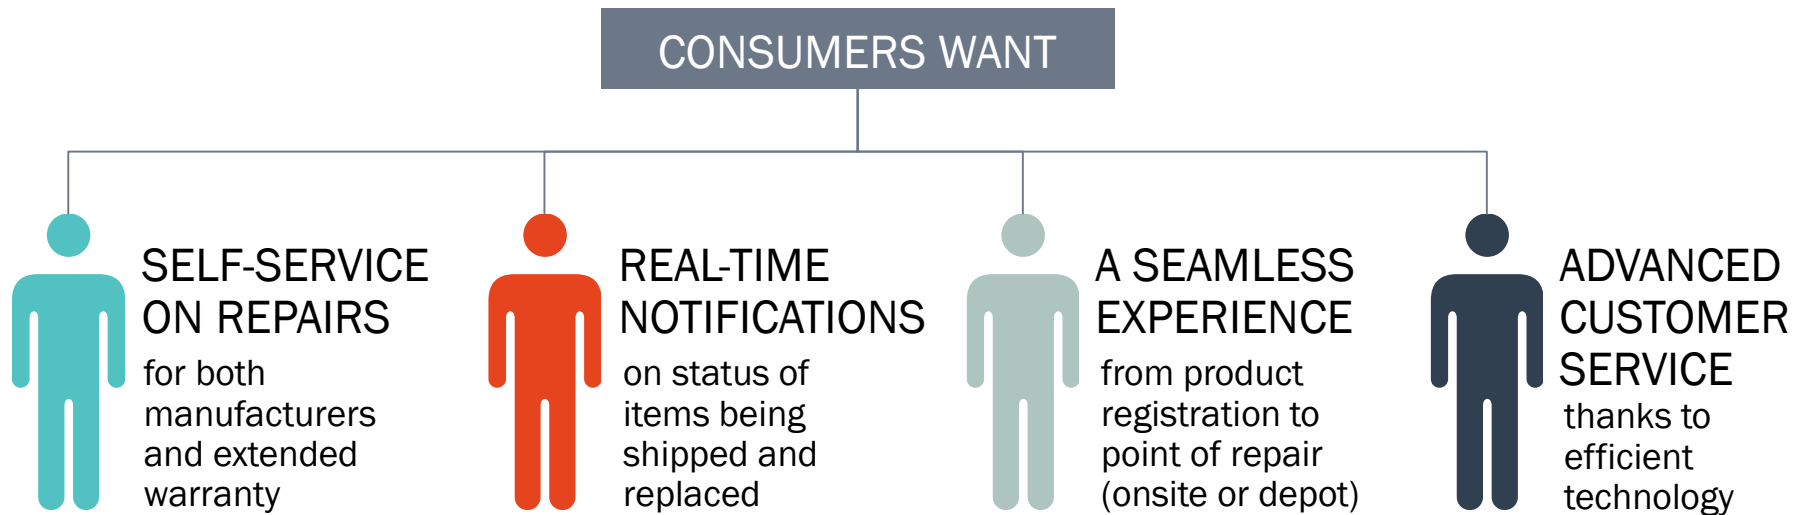 CONSUMERS WANT
SELF-SERVICE
ON REPAIRS
for both
manufacturers
and extended
warranty
REAL-TIME
NOTIFICATIONS
on status of
items being
shipped and
replaced
A SEAMLESS
EXPERIENCE
from product
registration to
point of repair
(onsite or depot)
ADVANCED
CUSTOMER
SERVICE
thanks to
efficient
technology